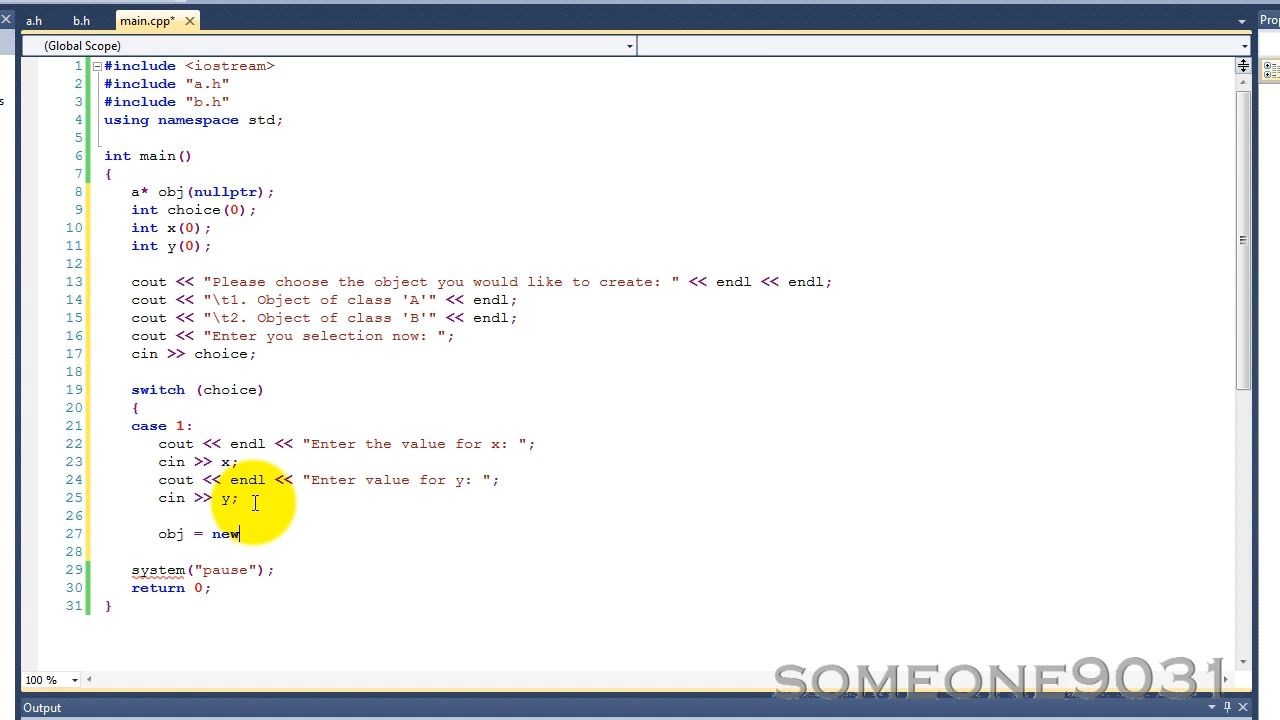 a.h b.h main.cpp* ✕ Prop
(Global Scope)
1 #include <iostream>
2 #include "a.h"
3 #include "b.h"
4 using namespace std;
5
6 int main()
7 {
8 a* obj(nullptr);
9 int choice(0);
10 int x(0);
11 int y(0);
12
13 cout << "Please choose the object you would like to create: " << endl << endl;
14 cout << "\t1. Object of class 'A'" << endl;
15 cout << "\t2. Object of class 'B'" << endl;
16 cout << "Enter you selection now: ";
17 cin >> choice;
18
19 switch (choice)
20 {
21 case 1:
22 cout << endl << "Enter the value for x: ";
23 cin >> x;
24 cout << endl << "Enter value for y: ";
25 cin >> y;
26
27 obj = new
28
29 system("pause");
30 return 0;
31 }
100 %
SOMEONE9031
Output